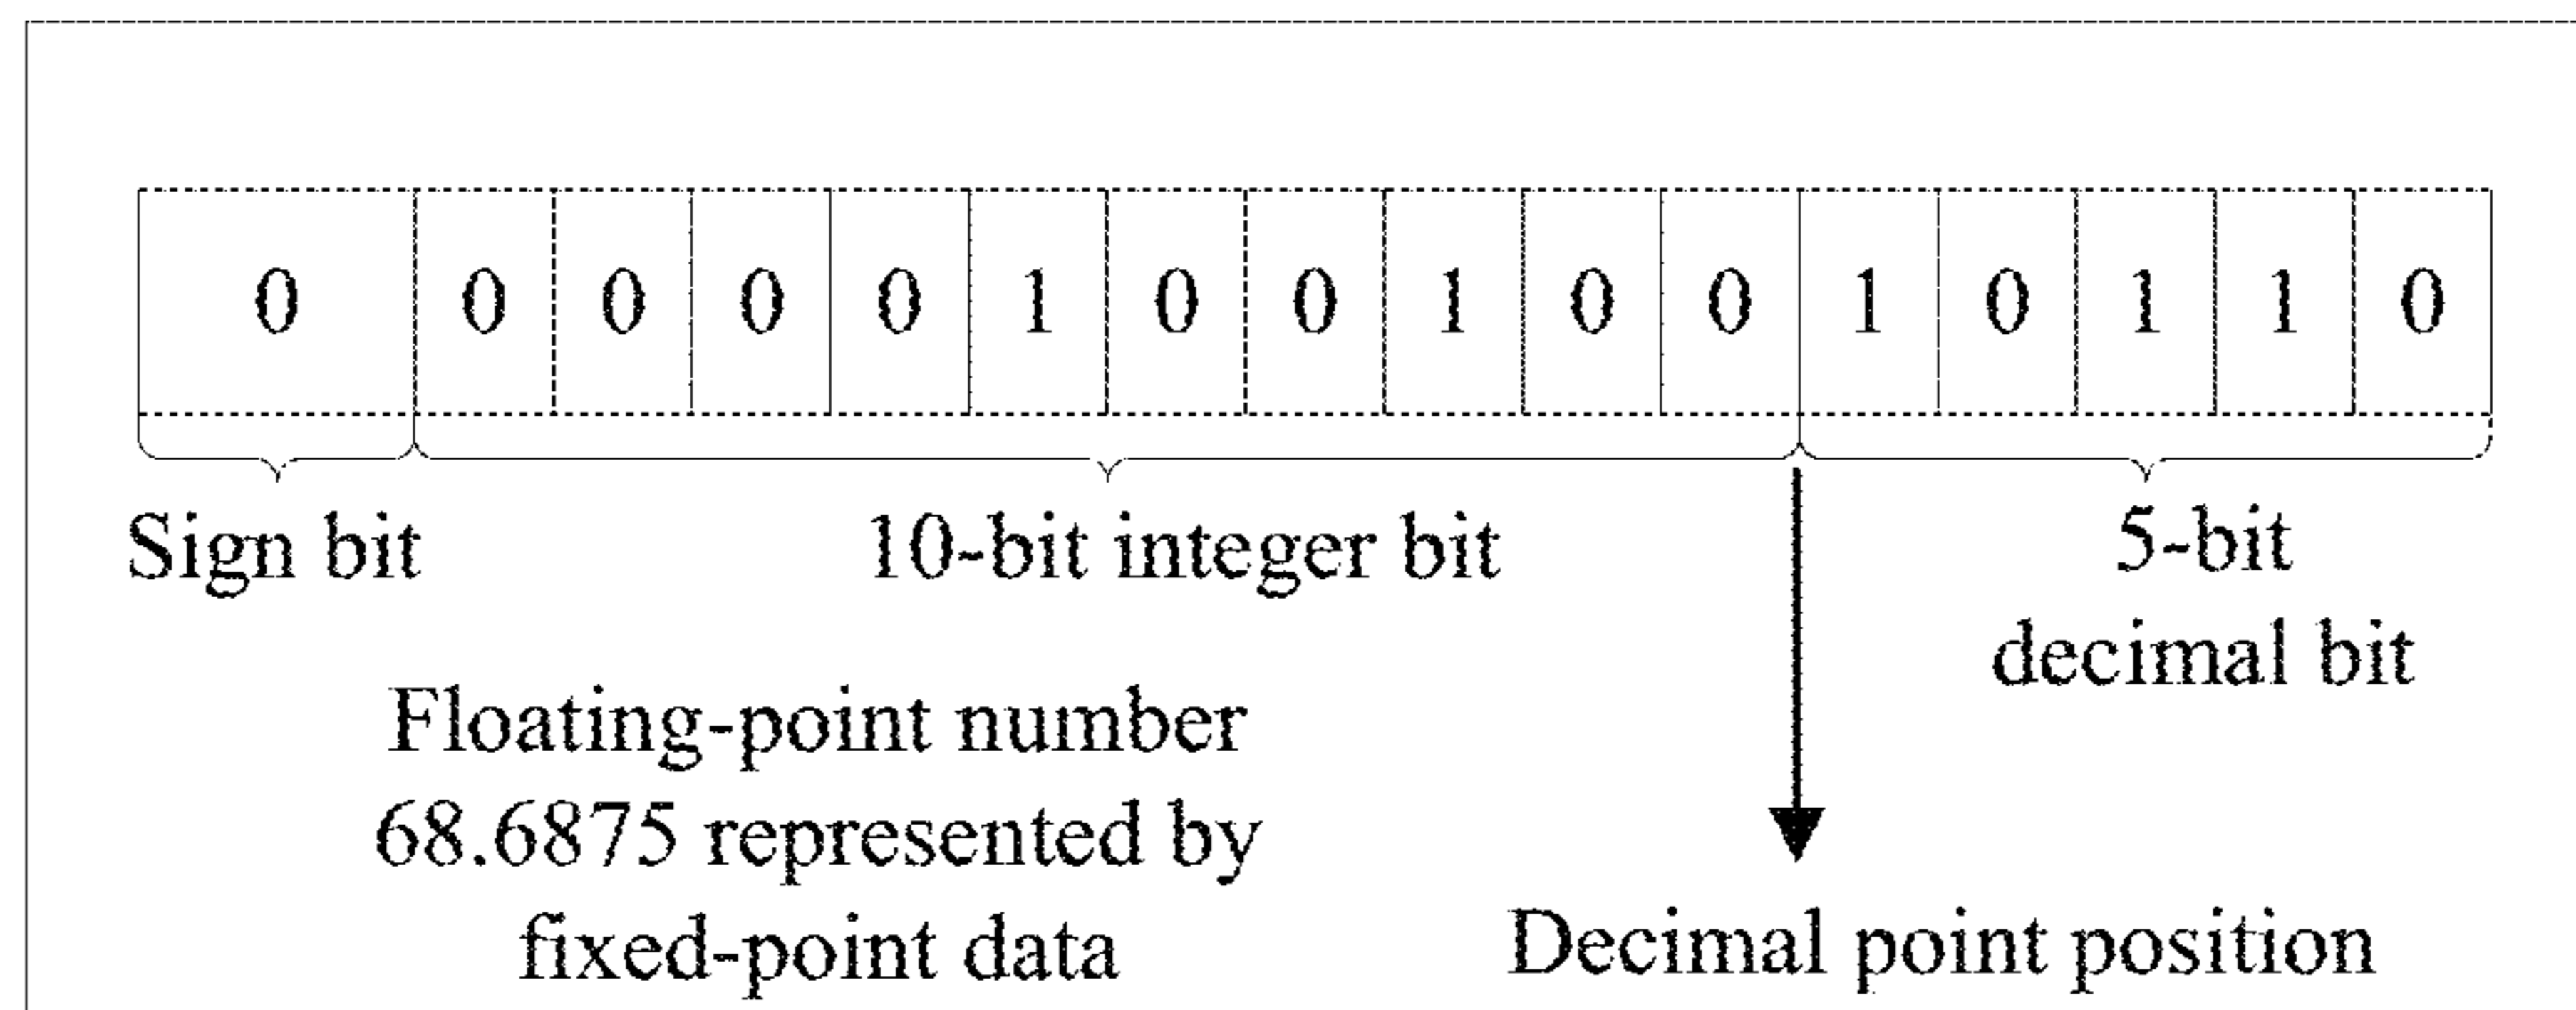 0 0 0 0 0 1 0 0 1 0 0 1 0 1 1 0
Sign bit
10-bit integer bit
5-bit
decimal bit
Floating-point number
68.6875 represented by
fixed-point data
Decimal point position